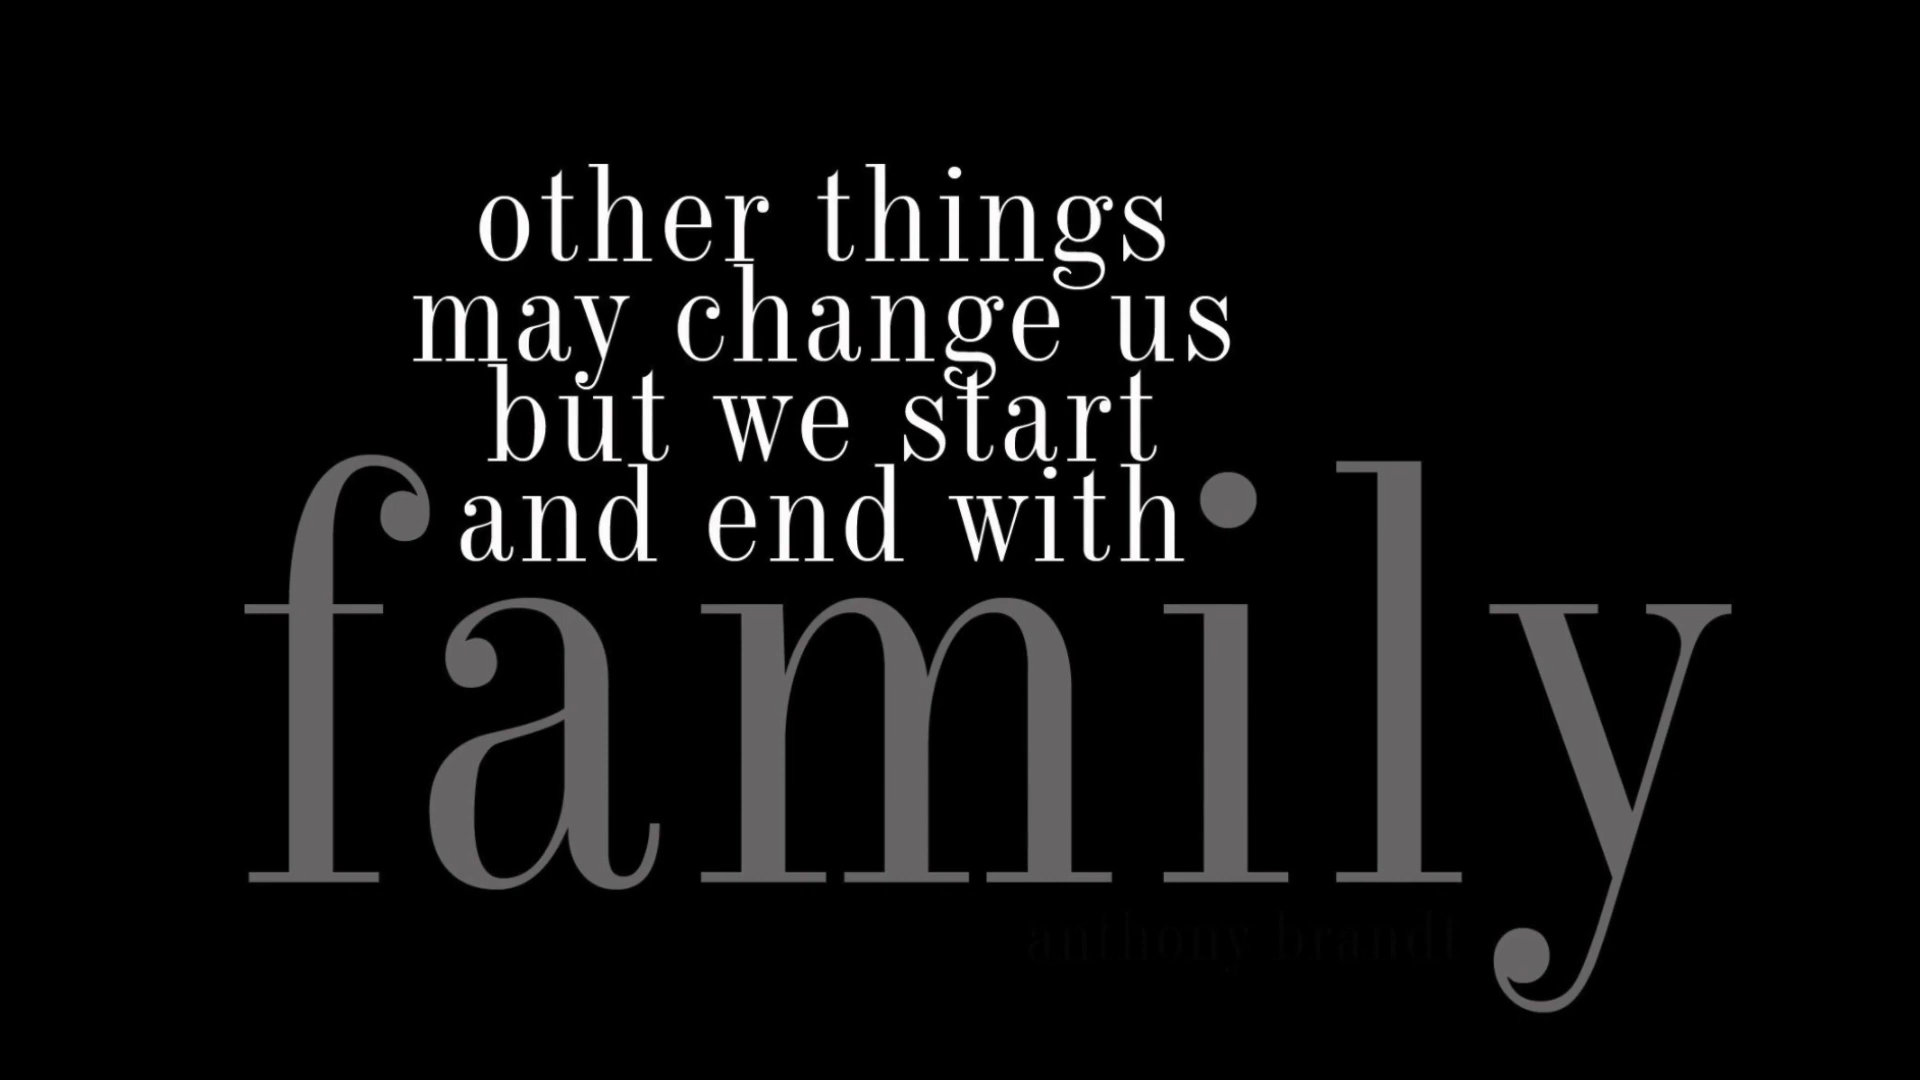 other things
may change us
but we start
and end with
family
anthony brandt